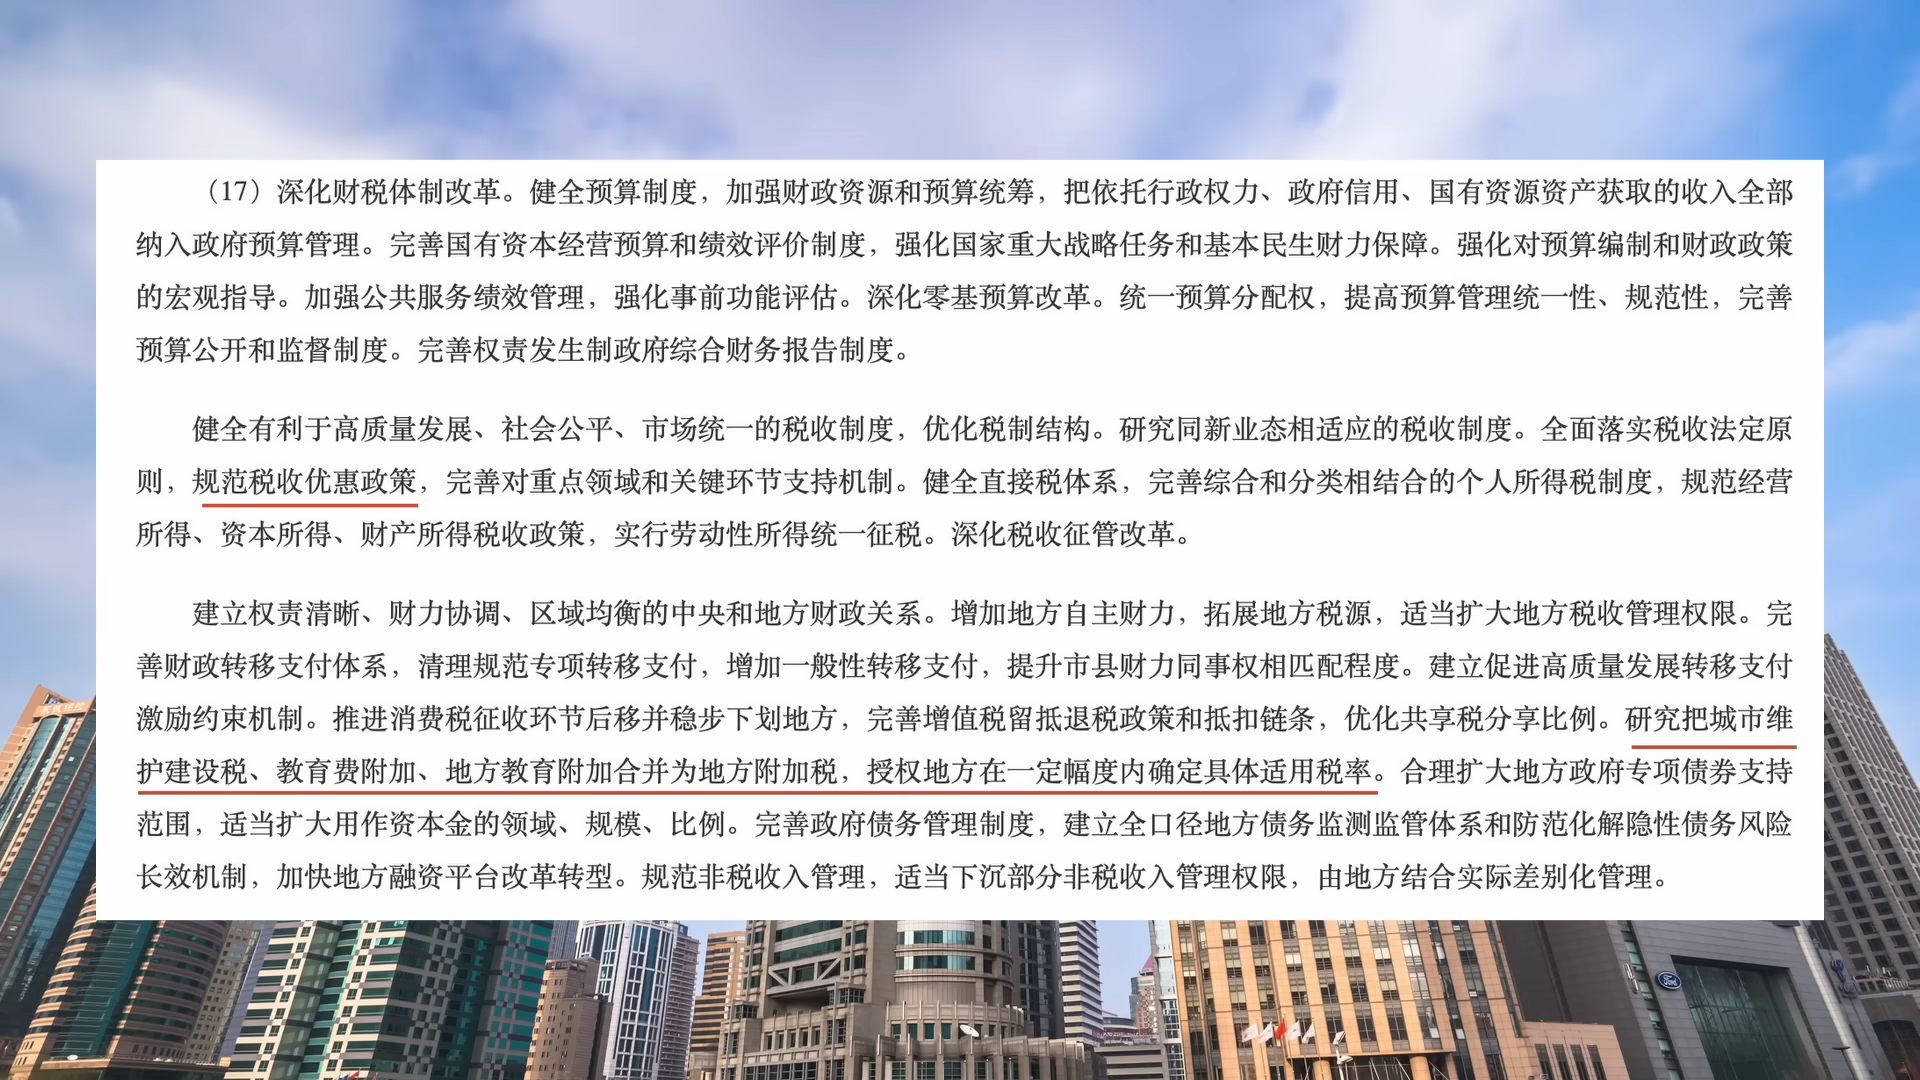 （17）深化财税体制改革。健全预算制度，加强财政资源和预算统筹，把依托行政权力、政府信用、国有资源资产获取的收入全部
纳入政府预算管理。完善国有资本经营预算和绩效评价制度，强化国家重大战略任务和基本民生财力保障。强化对预算编制和财政政策
的宏观指导。加强公共服务绩效管理，强化事前功能评估。深化零基预算改革。统一预算分配权，提高预算管理统一性、规范性，完善
预算公开和监督制度。完善权责发生制政府综合财务报告制度。
健全有利于高质量发展、社会公平、市场统一的税收制度，优化税制结构。研究同新业态相适应的税收制度。全面落实税收法定原
则，规范税收优惠政策，完善对重点领域和关键环节支持机制。健全直接税体系，完善综合和分类相结合的个人所得税制度，规范经营
所得、资本所得、财产所得税收政策，实行劳动性所得统一征税。深化税收征管改革。
建立权责清晰、财力协调、区域均衡的中央和地方财政关系。增加地方自主财力，拓展地方税源，适当扩大地方税收管理权限。完
善财政转移支付体系，清理规范专项转移支付，增加一般性转移支付，提升市县财力同事权相匹配程度。建立促进高质量发展转移支付
激励约束机制。推进消费税征收环节后移并稳步下划地方，完善增值税留抵退税政策和抵扣链条，优化共享税分享比例。研究把城市维
护建设税、教育费附加、地方教育附加合并为地方附加税，授权地方在一定幅度内确定具体适用税率。合理扩大地方政府专项债券支持
范围，适当扩大用作资本金的领域、规模、比例。完善政府债务管理制度，建立全口径地方债务监测监管体系和防范化解隐性债务风险
长效机制，加快地方融资平台改革转型。规范非税收入管理，适当下沉部分非税收入管理权限，由地方结合实际差别化管理。
Ford